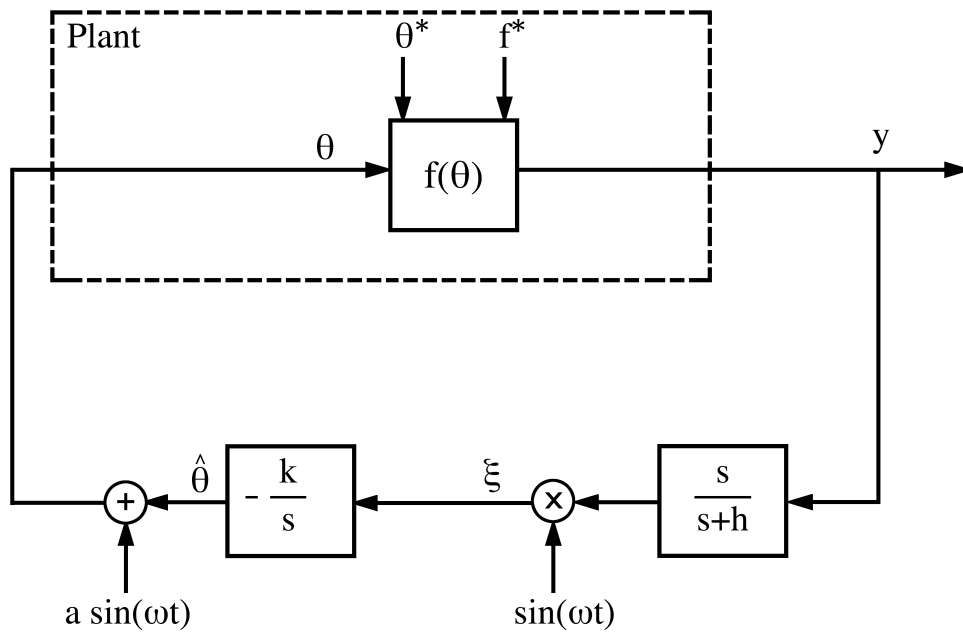 Plant
θ*
f*
θ
f(θ)
y
θ̂
- k/s
ξ
x
s/s+h
+
a sin(ωt)
sin(ωt)